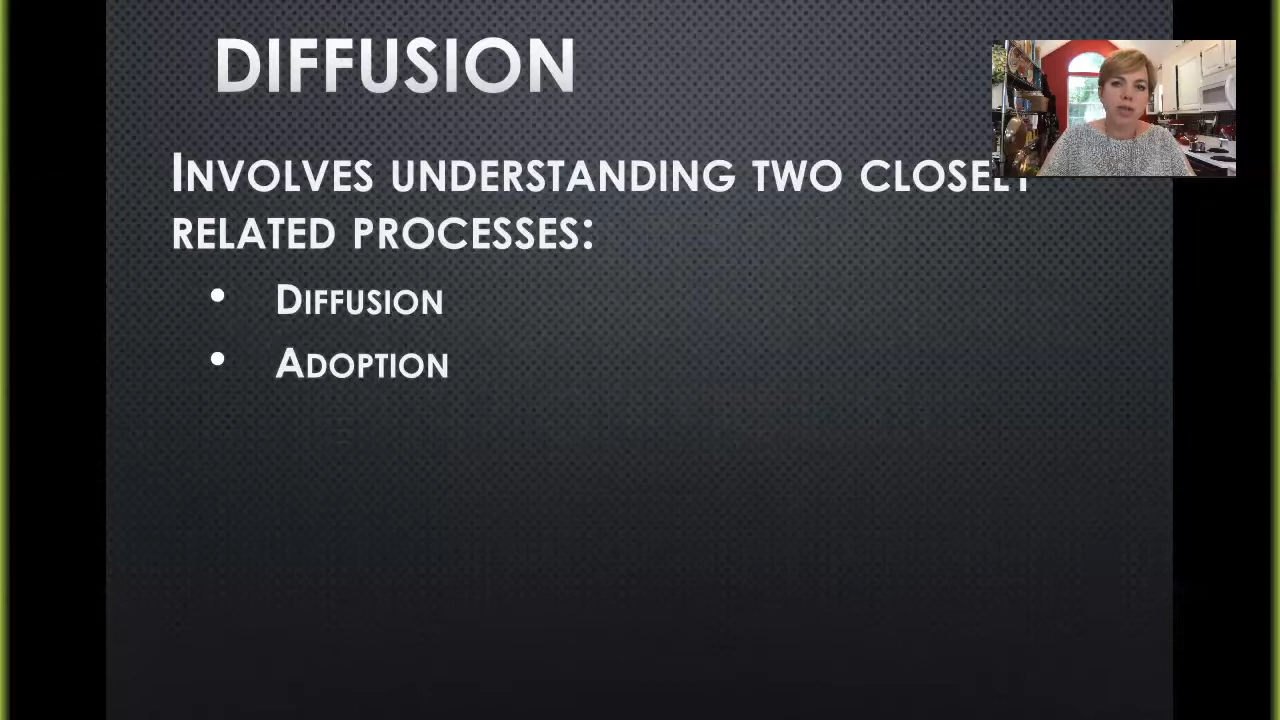 DIFFUSION
INVOLVES UNDERSTANDING TWO CLOSELY
RELATED PROCESSES:
• DIFFUSION
• ADOPTION